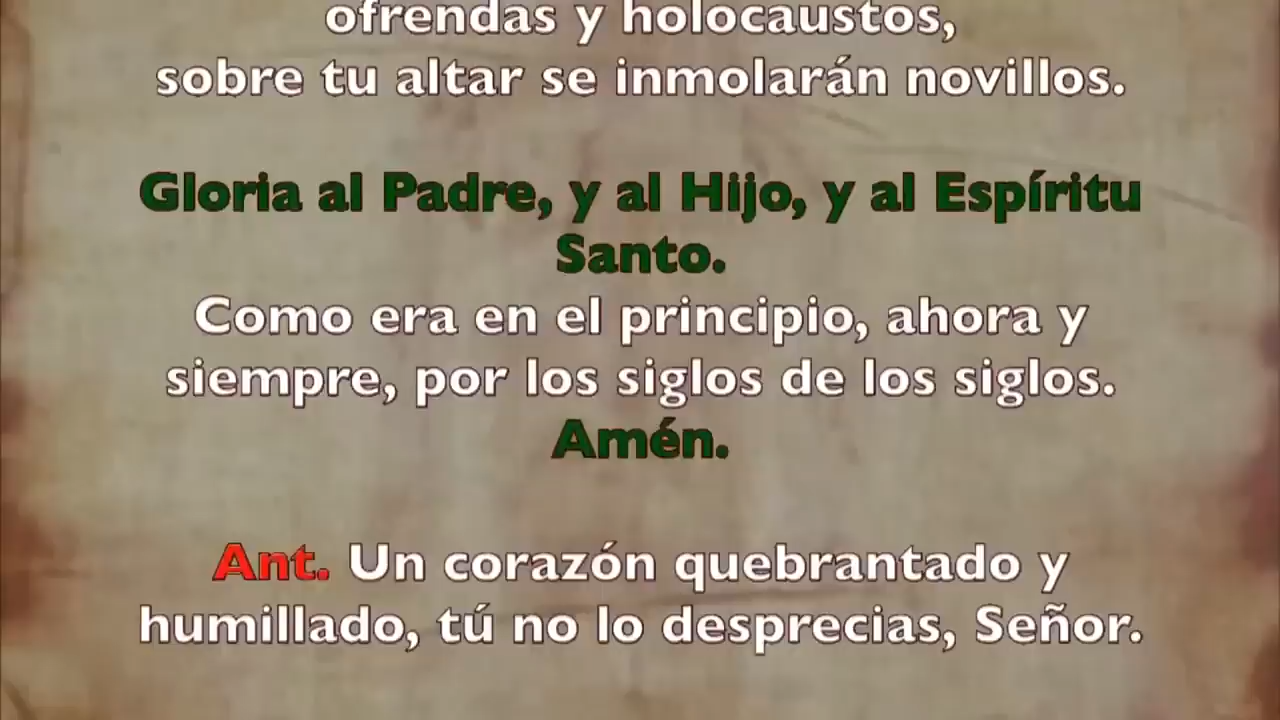 ofrendas y holocaustos,
sobre tu altar se inmolarán novillos.
Gloria al Padre, y al Hijo, y al Espíritu
Santo.
Como era en el principio, ahora y
siempre, por los siglos de los siglos.
Amén.
Ant. Un corazón quebrantado y
humillado, tú no lo desprecias, Señor.